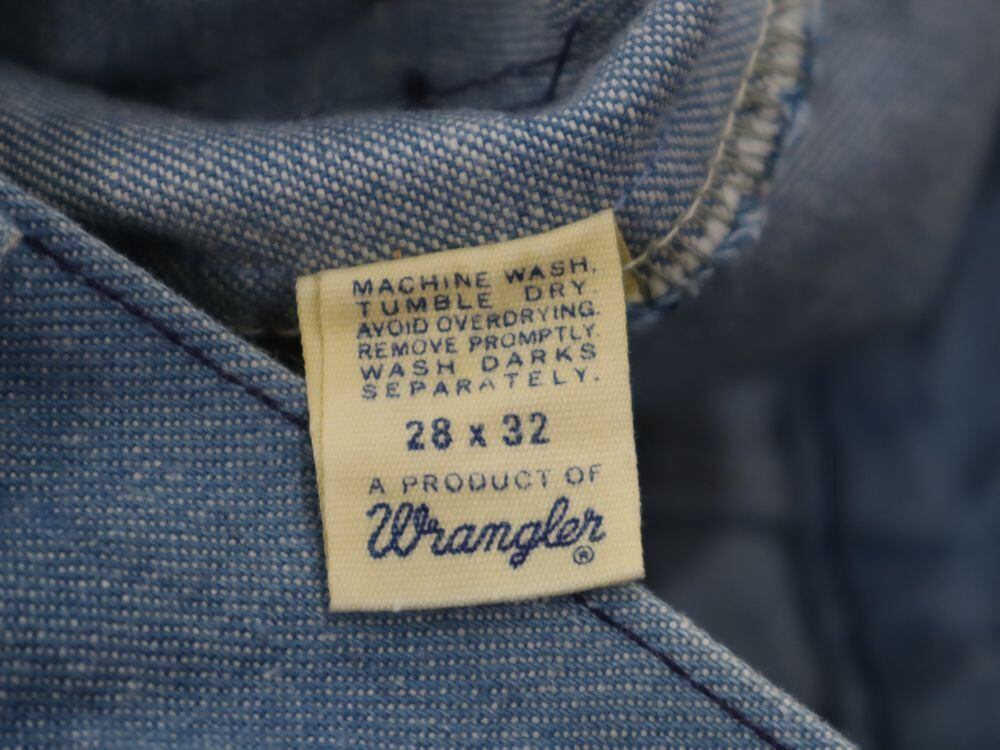 MACHINE WASH.
TUMBLE DRY.
AVOID OVERDRYING.
REMOVE PROMPTLY.
WASH DARKS
SEPARATELY.
28 x 32
A PRODUCT OF
Wrangler®